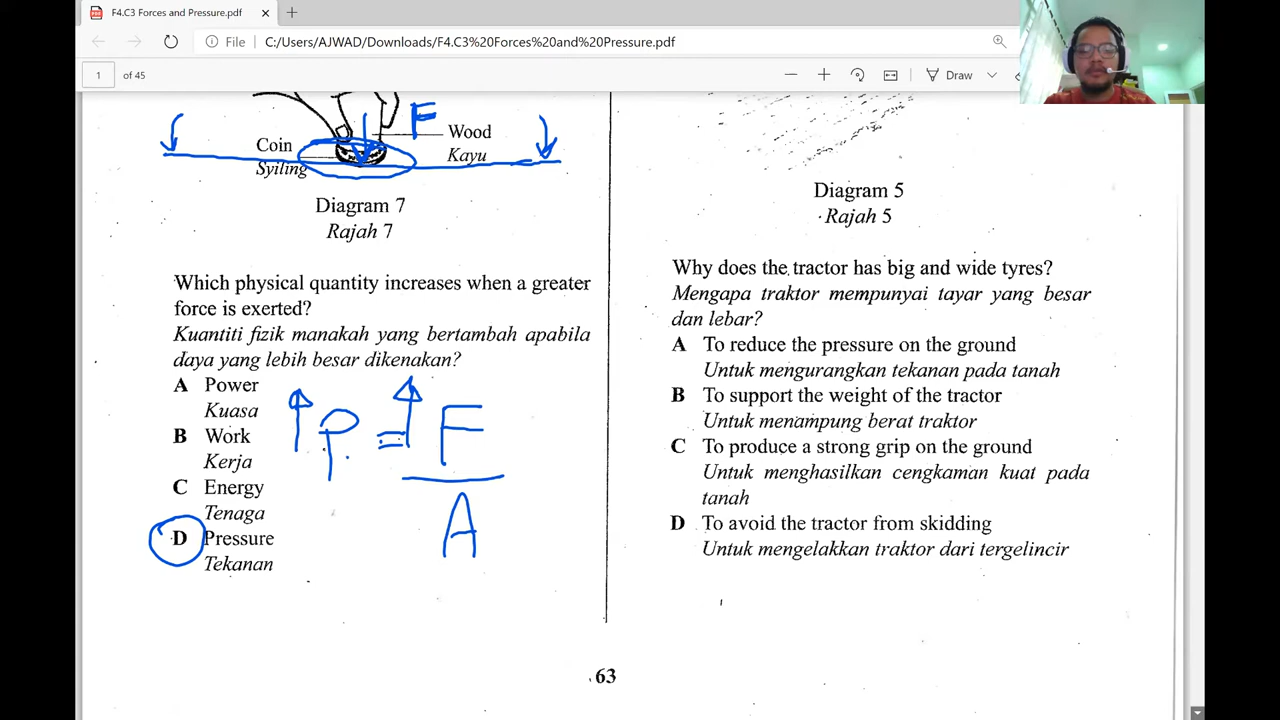 F4.C3 Forces and Pressure.pdf
File
C:/Users/AJWAD/Downloads/F4.C3%20Forces%20and%20Pressure.pdf
1
of 45
Draw
F
Coin
Syiling
Wood
Kayu
Diagram 7
Rajah 7
Which physical quantity increases when a greater
force is exerted?
Kuantiti fizik manakah yang bertambah apabila
daya yang lebih besar dikenakan?
A Power
Kuasa
B Work
Kerja
C Energy
Tenaga
D Pressure
Tekanan
P = F
A
Diagram 5
Rajah 5
Why does the tractor has big and wide tyres?
Mengapa traktor mempunyai tayar yang besar
dan lebar?
A To reduce the pressure on the ground
Untuk mengurangkan tekanan pada tanah
B To support the weight of the tractor
Untuk menampung berat traktor
C To produce a strong grip on the ground
Untuk menghasilkan cengkaman kuat pada
tanah
D To avoid the tractor from skidding
Untuk mengelakkan traktor dari tergelincir
63